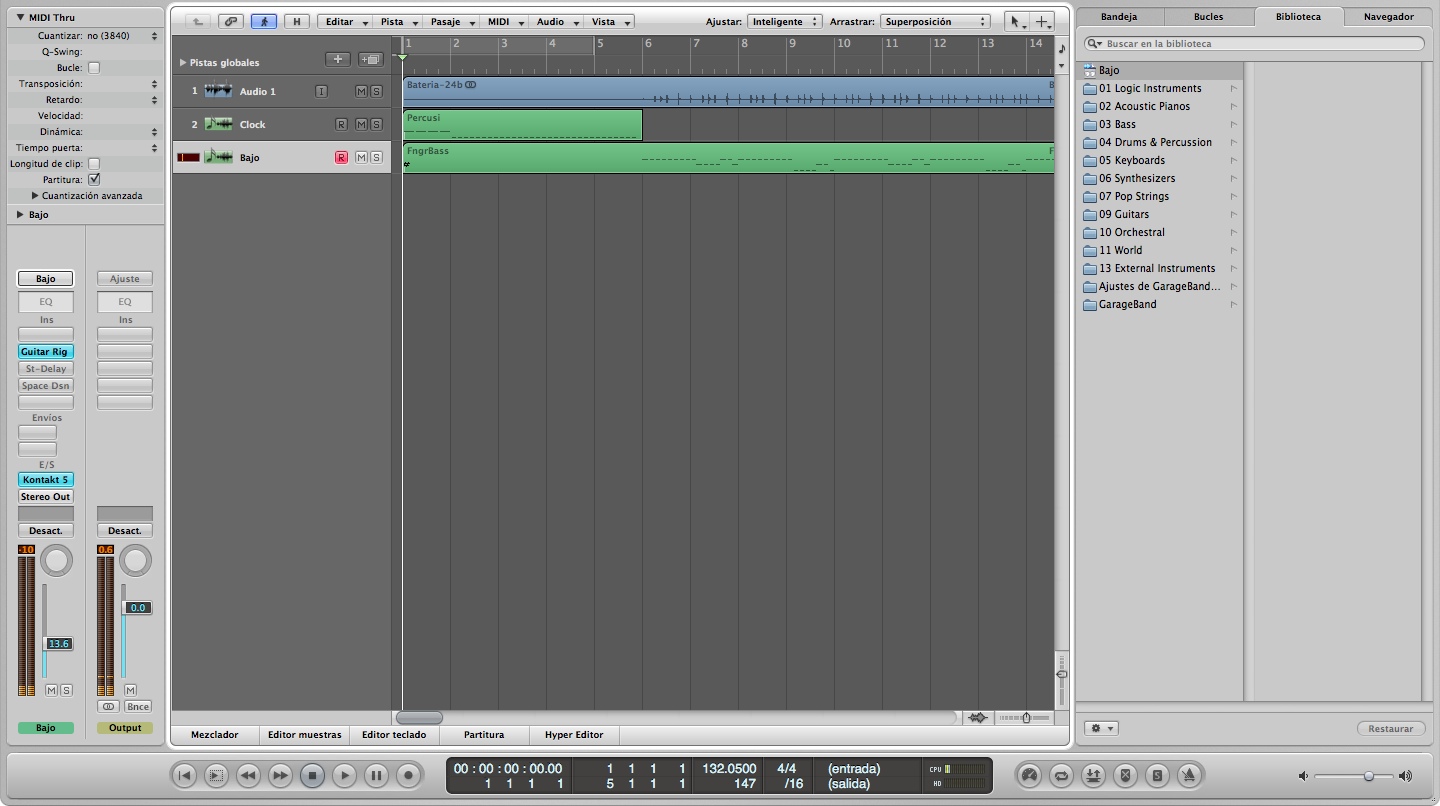 MIDI Thru
Cuantizar: no (3840)
Q-Swing:
Bucle:
Transposición:
Retardo:
Velocidad:
Dinámica:
Tiempo puerta:
Longitud de clip:
Partitura:
Cuantización avanzada
Bajo
Bajo Ajuste
EQ EQ
Ins Ins
Guitar Rig
St-Delay
Space Dsn
Envíos
E/S
Kontakt 5
Stereo Out
Desact. Desact.
-10 0.6
0.0
13.6
M S M
Bnce
Bajo Output
H Editar Pista Pasaje MIDI Audio Vista Ajustar: Inteligente Arrastrar: Superposición
1 2 3 4 5 6 7 8 9 10 11 12 13 14
Pistas globales
1 Audio 1 I M S
Bateria-24b B
2 Clock R M S
Percusi
Bajo R M S
FngrBass F
Mezclador Editor muestras Editor teclado Partitura Hyper Editor
Bandeja Bucles Biblioteca Navegador
Buscar en la biblioteca
Bajo
01 Logic Instruments
02 Acoustic Pianos
03 Bass
04 Drums & Percussion
05 Keyboards
06 Synthesizers
07 Pop Strings
09 Guitars
10 Orchestral
11 World
13 External Instruments
Ajustes de GarageBand...
GarageBand
Restaurar
00 : 00 : 00 : 00.00 1 1 1 1 132.0500 4/4 (entrada) CPU
1 1 1 1 5 1 1 1 147 /16 (salida) HD
S